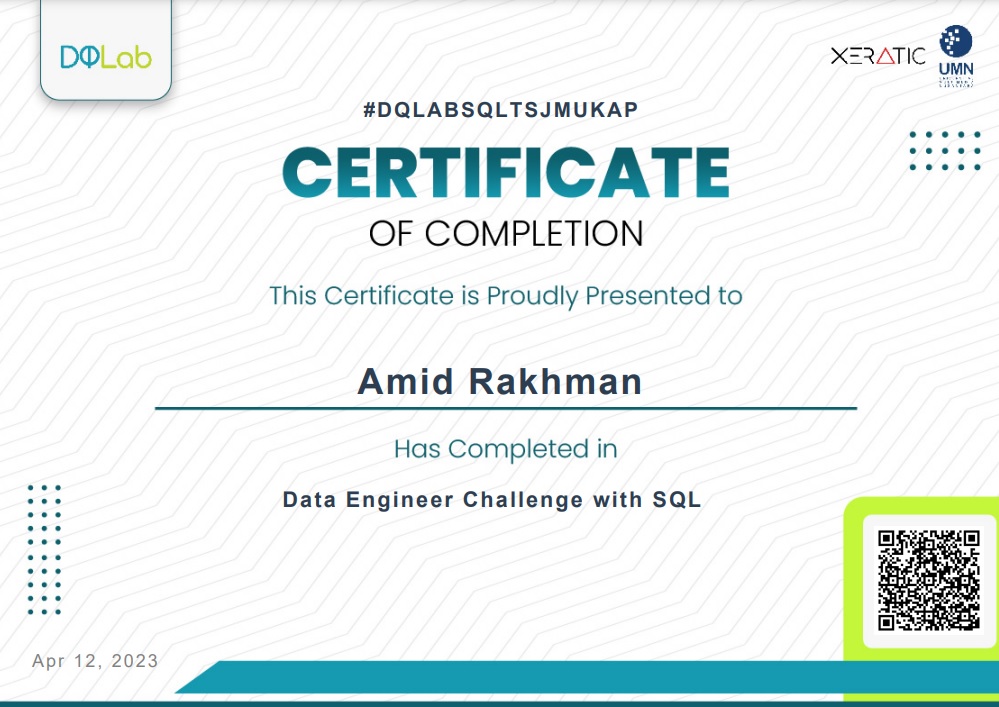 DQLab
XERATIC
UMN
#DQLABSQLTSJMUKAP
CERTIFICATE
OF COMPLETION
This Certificate is Proudly Presented to
Amid Rakhman
Has Completed in
Data Engineer Challenge with SQL
Apr 12, 2023